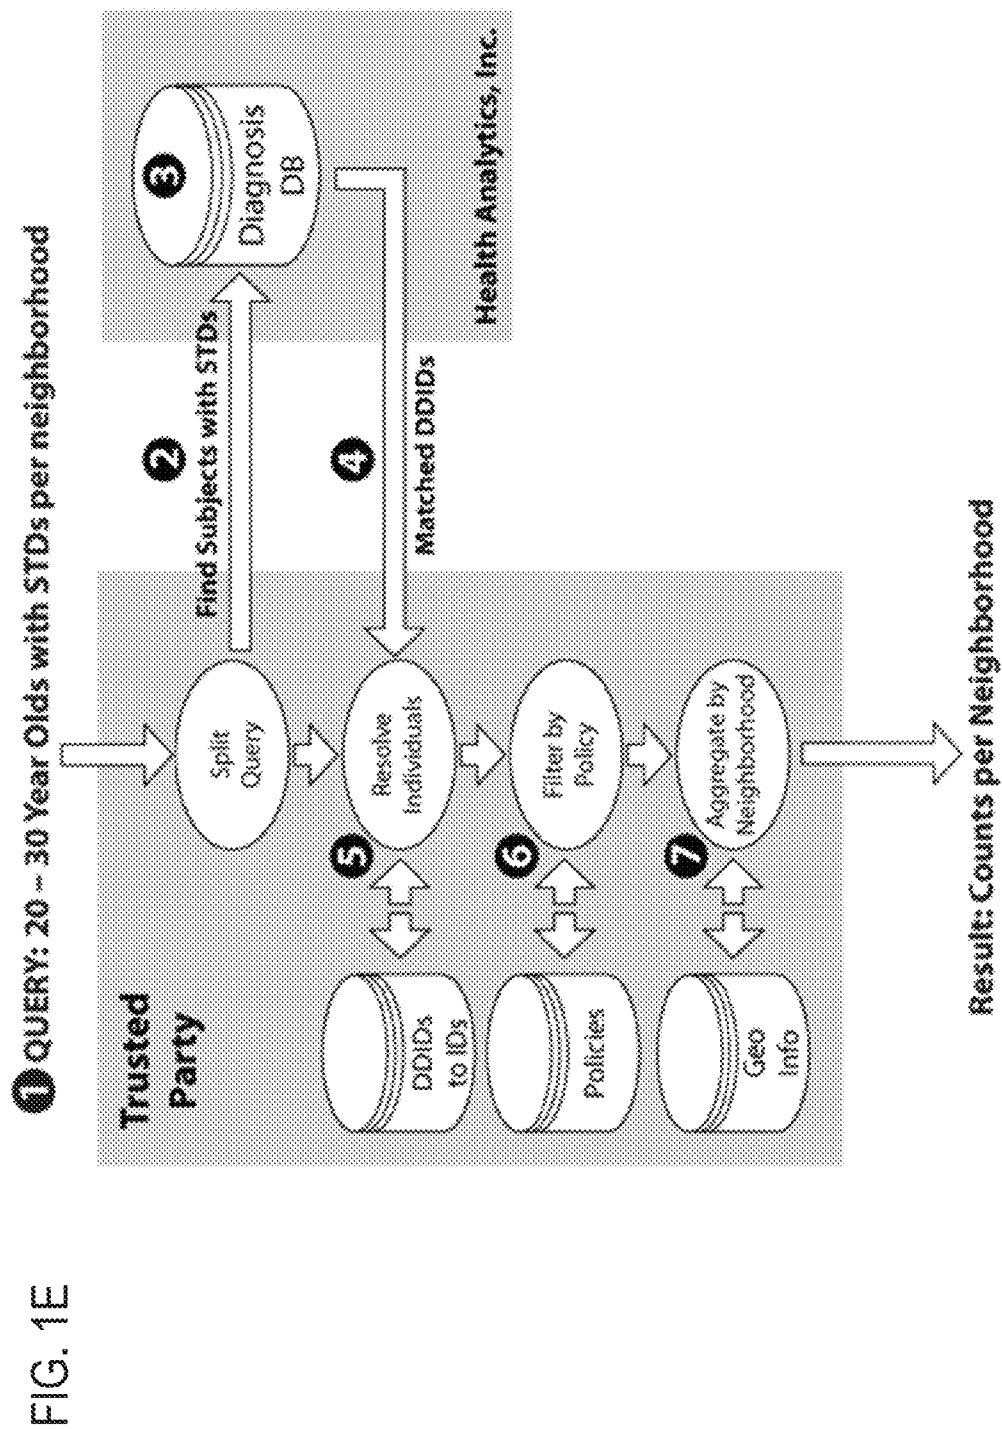 FIG. 1E
1 QUERY: 20 – 30 Year Olds with STDs per neighborhood
Trusted
Party
Split
Query
2
Find Subjects with STDs
3
Diagnosis
DB
Health Analytics, Inc.
4
Matched DDIDs
5
Resolve
Individuals
DDIDs
to IDs
6
Filter by
Policy
Policies
7
Aggregate by
Neighborhood
Geo
Info
Result: Counts per Neighborhood